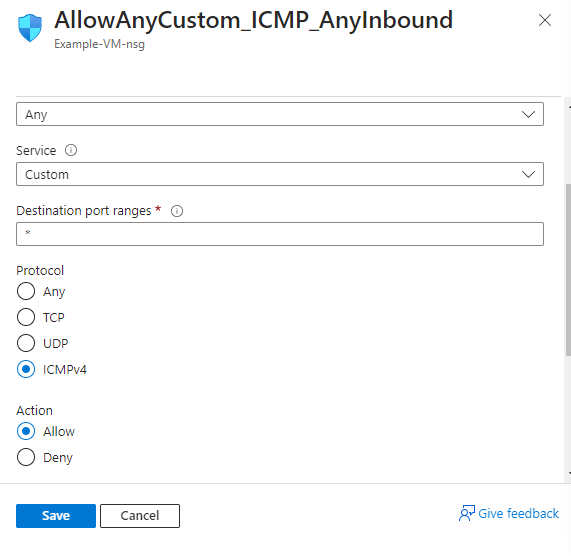 AllowAnyCustom_ICMP_AnyInbound
Example-VM-nsg
Any
Service
Custom
Destination port ranges *
*
Protocol
Any
TCP
UDP
ICMPv4
Action
Allow
Deny
Save Cancel Give feedback